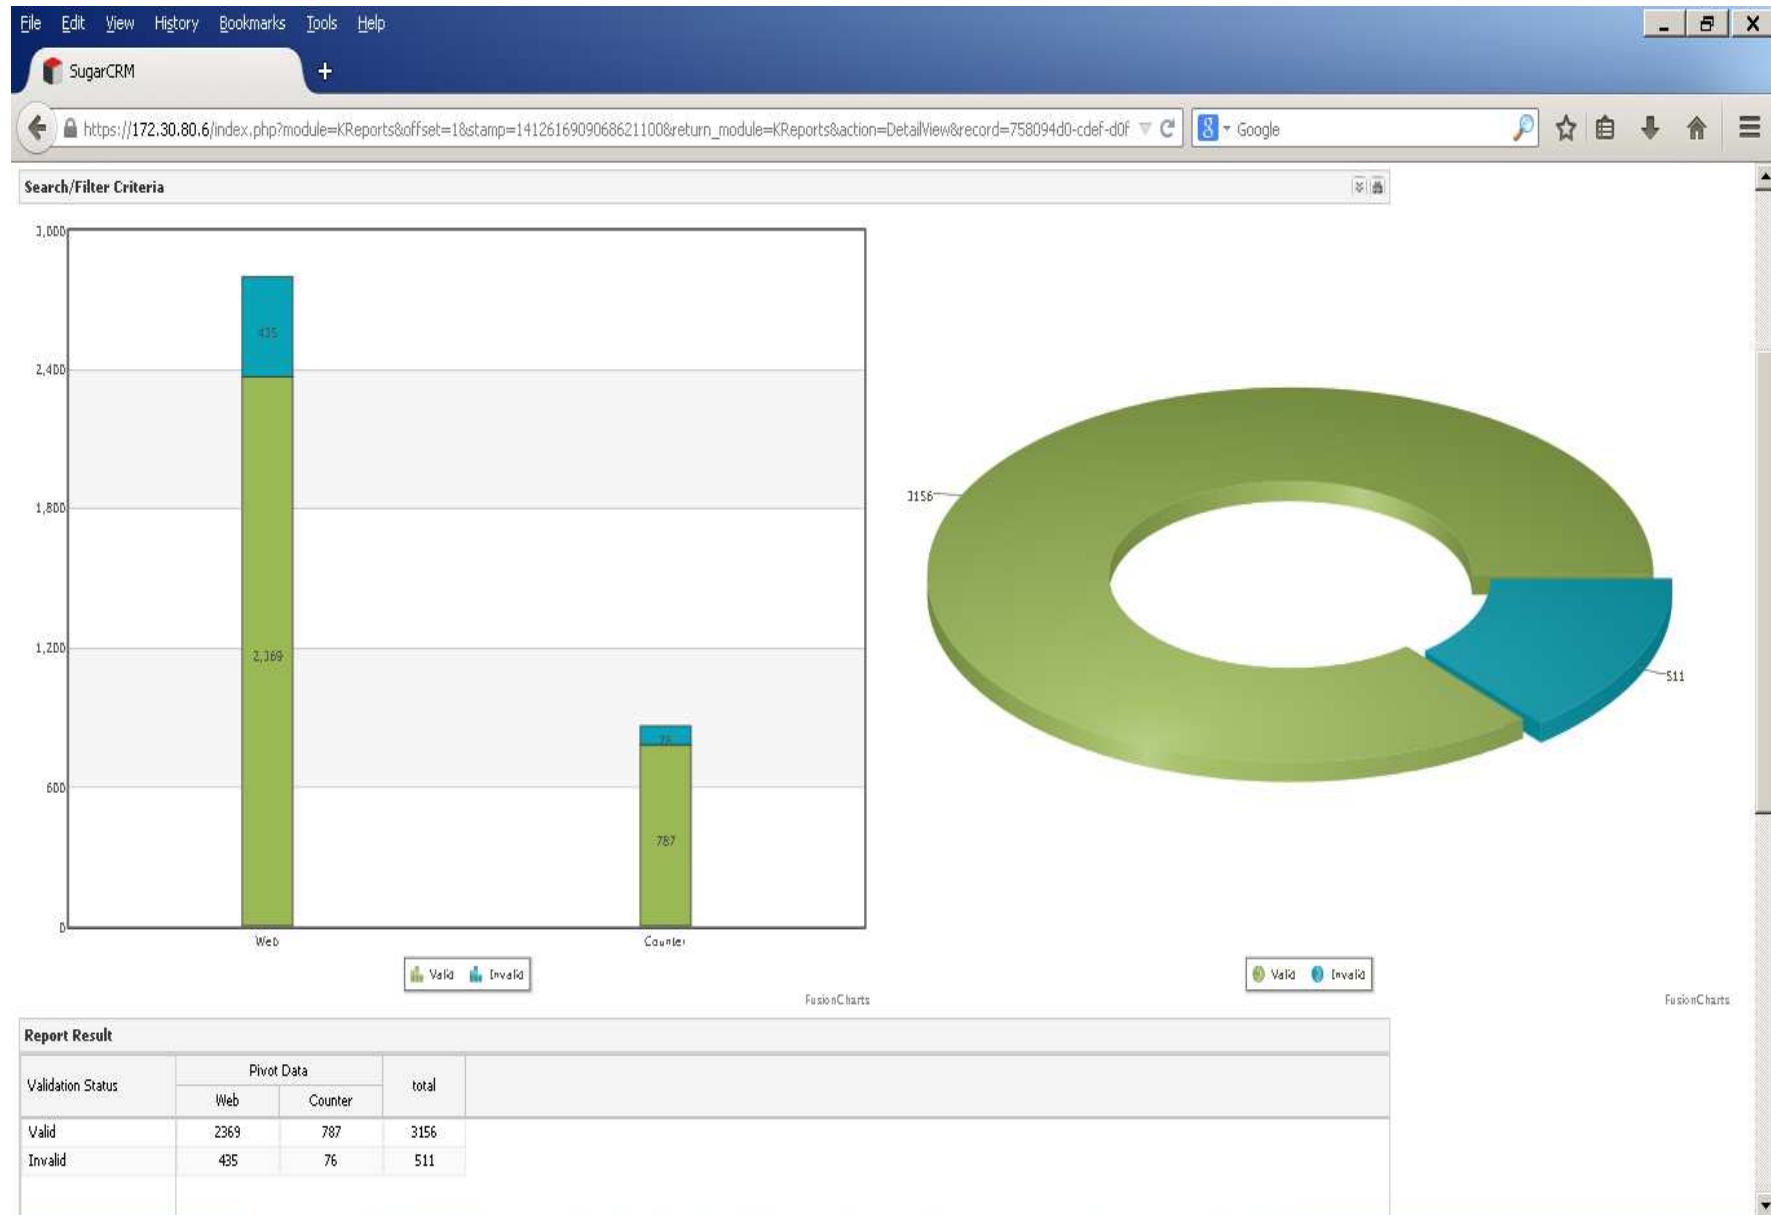 File Edit View History Bookmarks Tools Help
SugarCRM
https://172.30.80.6/index.php?module=KReports&offset=1&stamp=1412616909068621100&return_module=KReports&action=DetailView&record=758094d0-cdef-d0f
8 Google
Search/Filter Criteria
3,000
2,400
1,800
1,200
600
0
435
2,369
76
787
Web
Counter
Valid Invalid
FusionCharts
3156
511
Valid Invalid
FusionCharts
Report Result
Validation Status Pivot Data total
Web Counter
Valid 2369 787 3156
Invalid 435 76 511